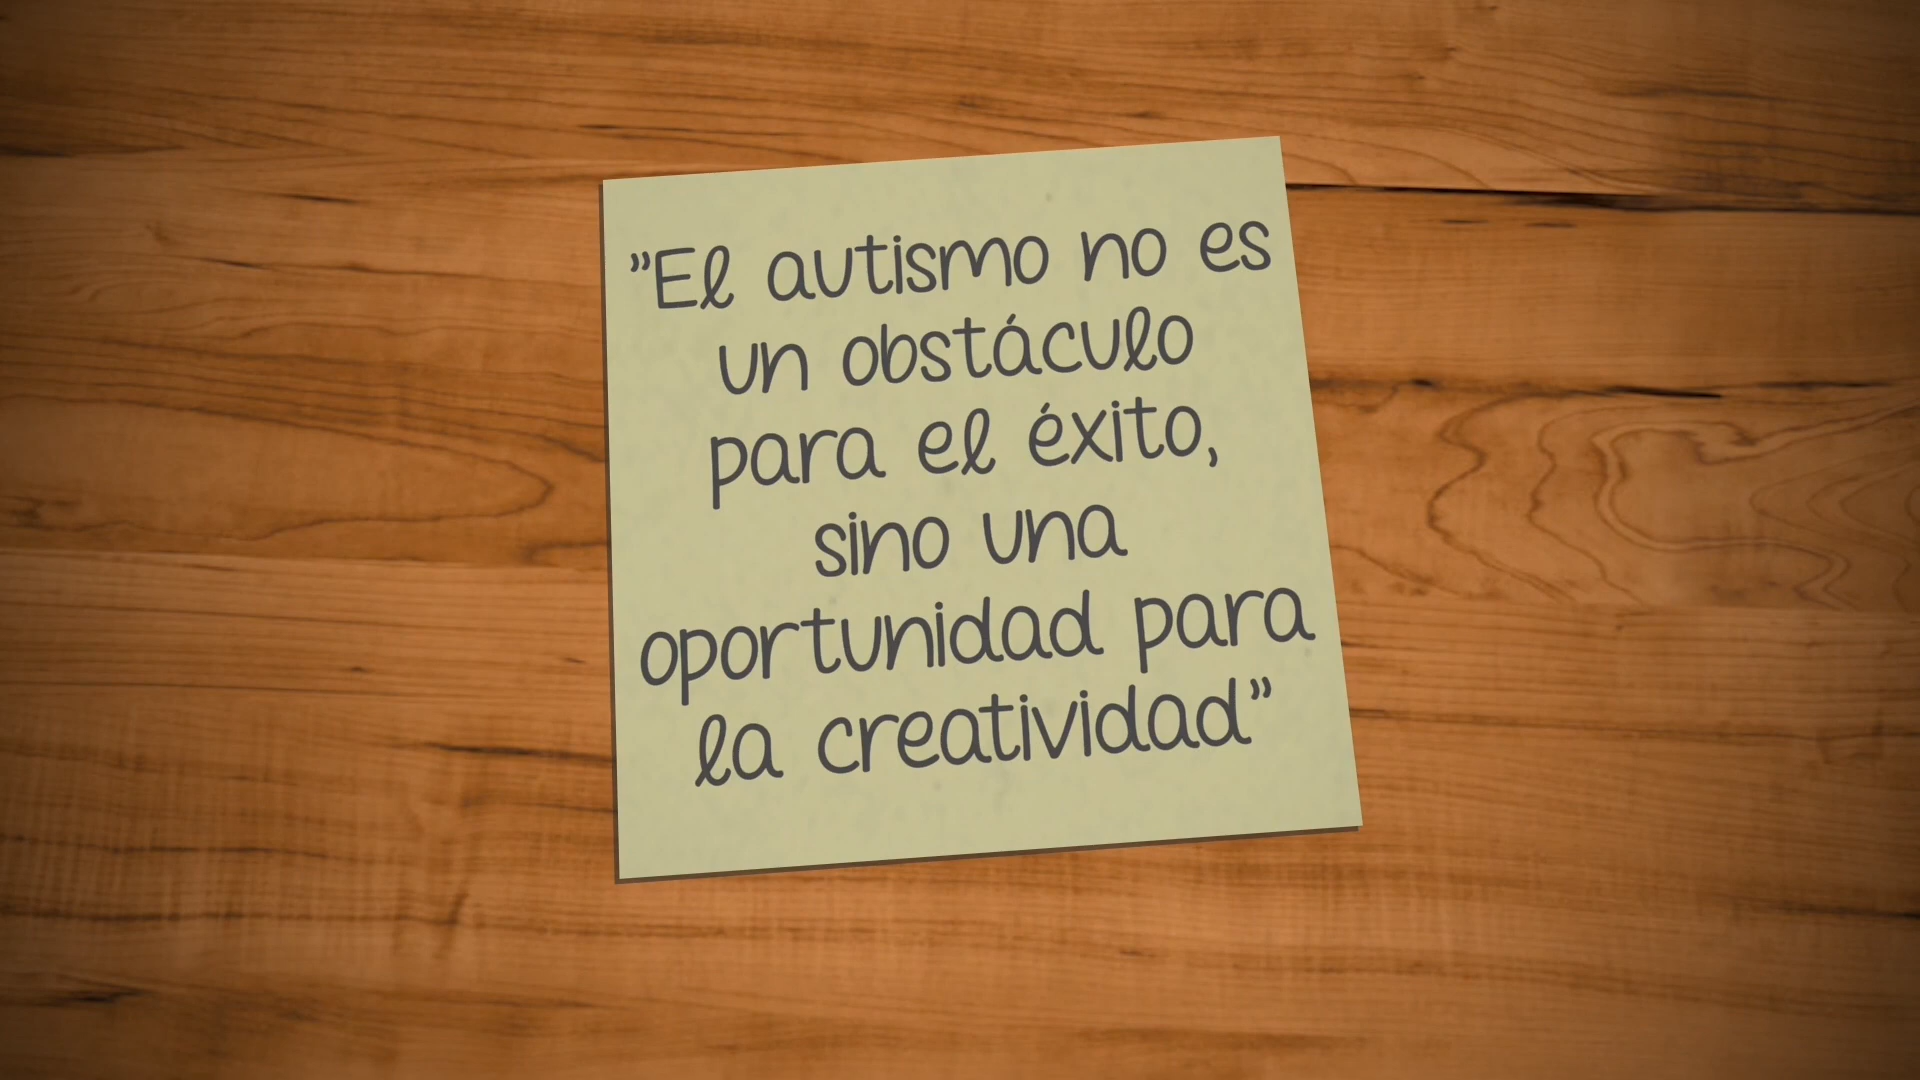 ”El autismo no es
un obstáculo
para el éxito,
sino una
oportunidad para
la creatividad”